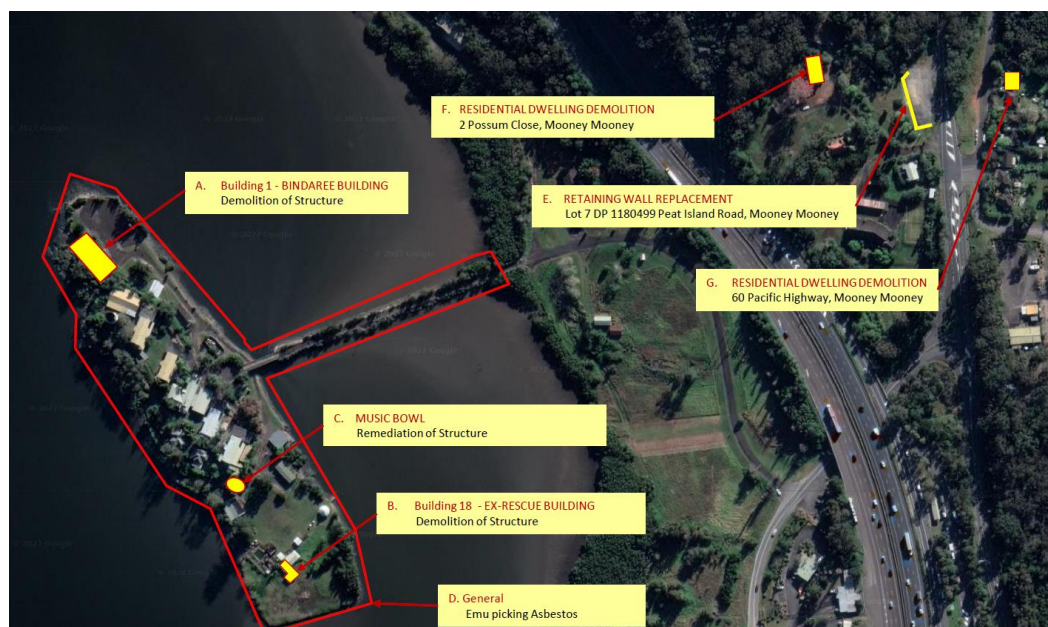 F. RESIDENTIAL DWELLING DEMOLITION
2 Possum Close, Mooney Mooney
A. Building 1 - BINDAREE BUILDING
Demolition of Structure
E. RETAINING WALL REPLACEMENT
Lot 7 DP 1180499 Peat Island Road, Mooney Mooney
G. RESIDENTIAL DWELLING DEMOLITION
60 Pacific Highway, Mooney Mooney
C. MUSIC BOWL
Remediation of Structure
B. Building 18 - EX-RESCUE BUILDING
Demolition of Structure
D. General
Emu picking Asbestos